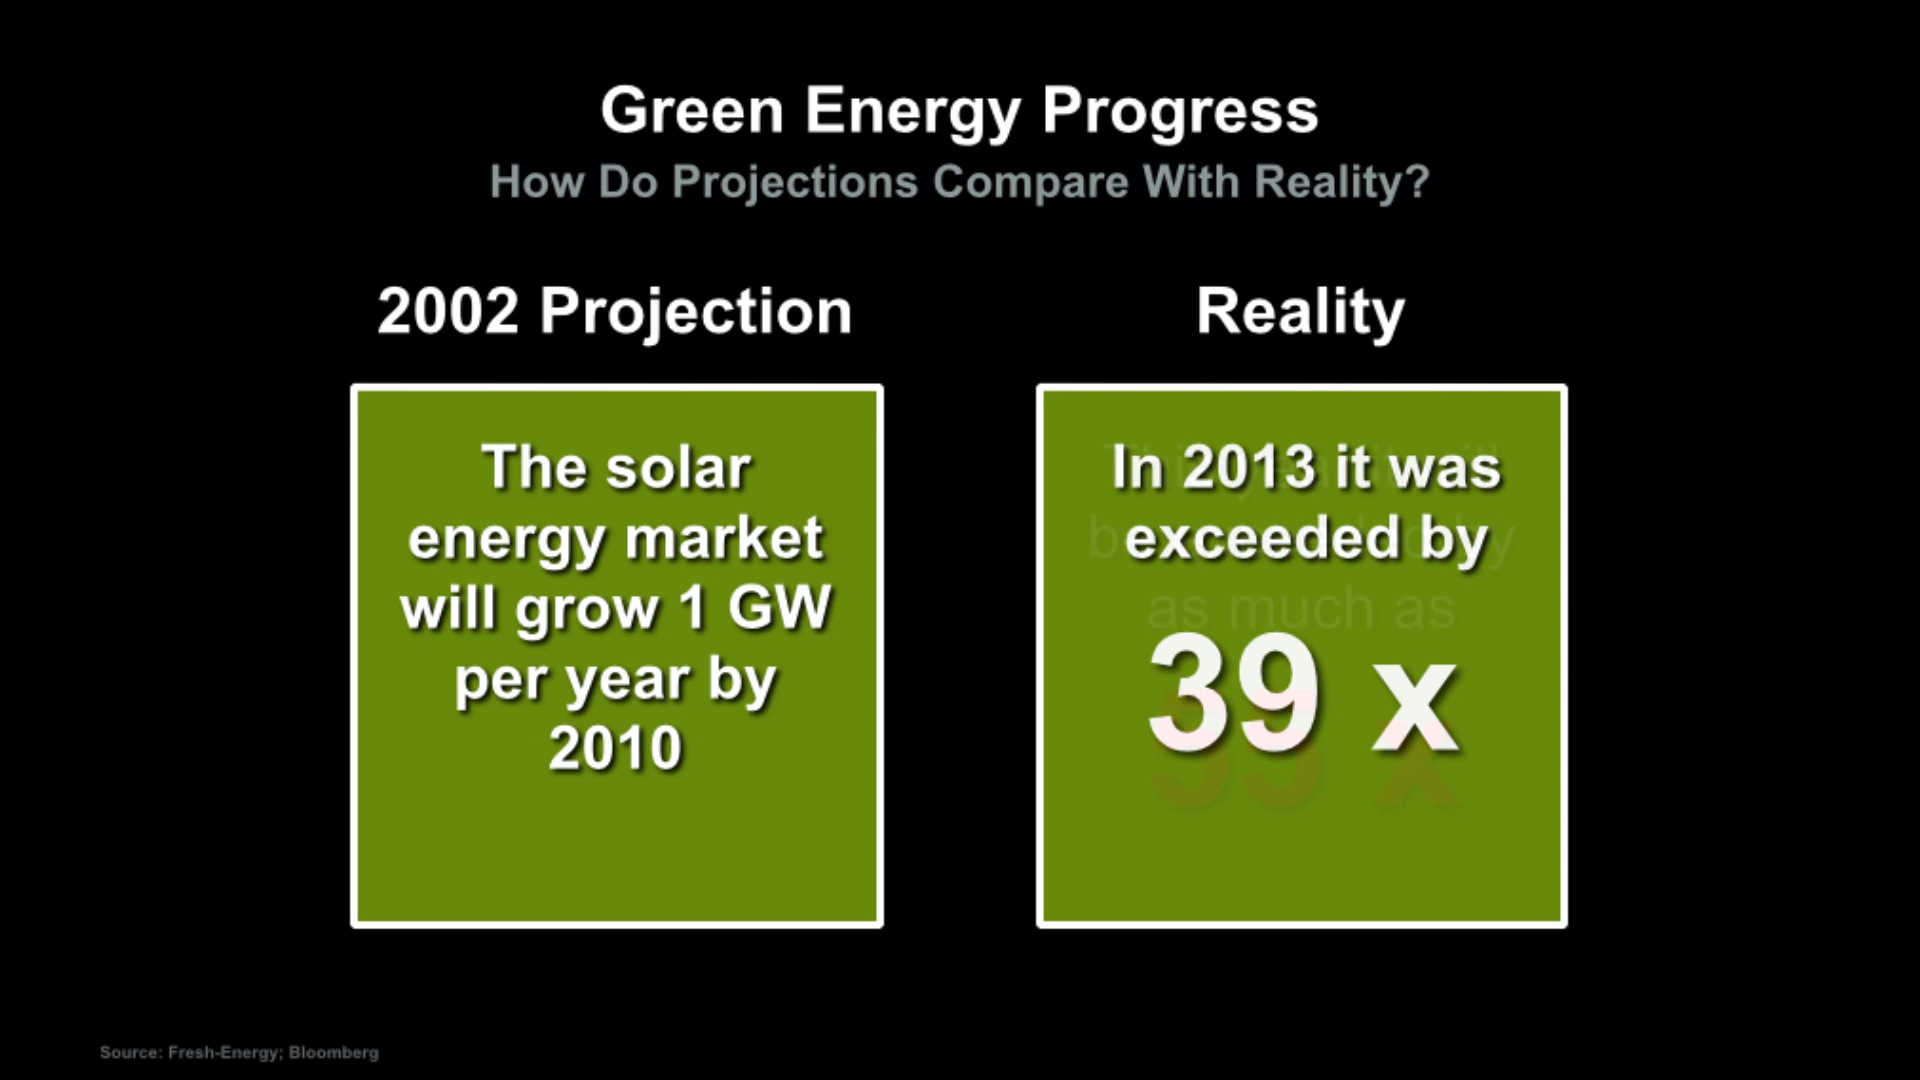 Green Energy Progress
How Do Projections Compare With Reality?
2002 Projection
The solar
energy market
will grow 1 GW
per year by
2010
Reality
In 2013 it was
exceeded by
as much as
39 x
Source: Fresh-Energy; Bloomberg